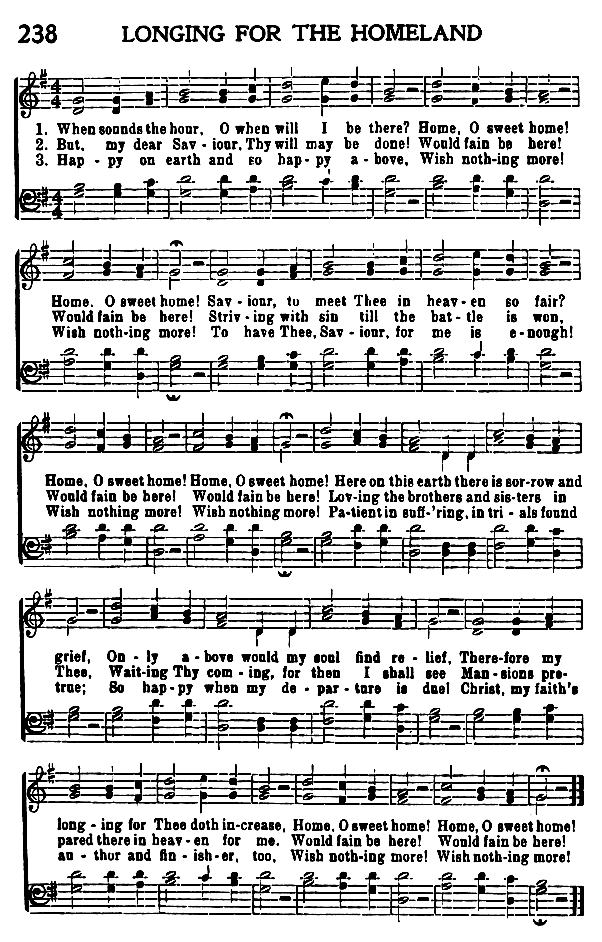 238 LONGING FOR THE HOMELAND
1. When sounds the hour, O when will I be there? Home, O sweet home!
2. But, my dear Sav - iour, Thy will may be done! Would fain be here!
3. Hap - py on earth and so hap - py a - bove, Wish noth - ing more!
Home, O sweet home! Sav - iour, to meet Thee in heav - en so fair?
Would fain be here! Striv - ing with sin till the bat - tle is won,
Wish noth - ing more! To have Thee, Sav - iour, for me is e - nough!
Home, O sweet home! Home, O sweet home! Here on this earth there is sor - row and
Would fain be here! Would fain be here! Lov - ing the brothers and sis - ters in
Wish nothing more! Wish nothing more! Pa - tient in suff - 'ring, in tri - als found
grief, On - ly a - bove would my soul find re - lief, There - fore my
Thee, Wait - ing Thy com - ing, for then I shall see Man - sions pre -
true; So hap - py when my de - par - ture is due! Christ, my faith's
long - ing for Thee doth in - crease, Home, O sweet home! Home, O sweet home!
pared there in heav - en for me. Would fain be here! Would fain be here!
au - thur and fin - ish - er, too, Wish noth - ing more! Wish noth - ing more!